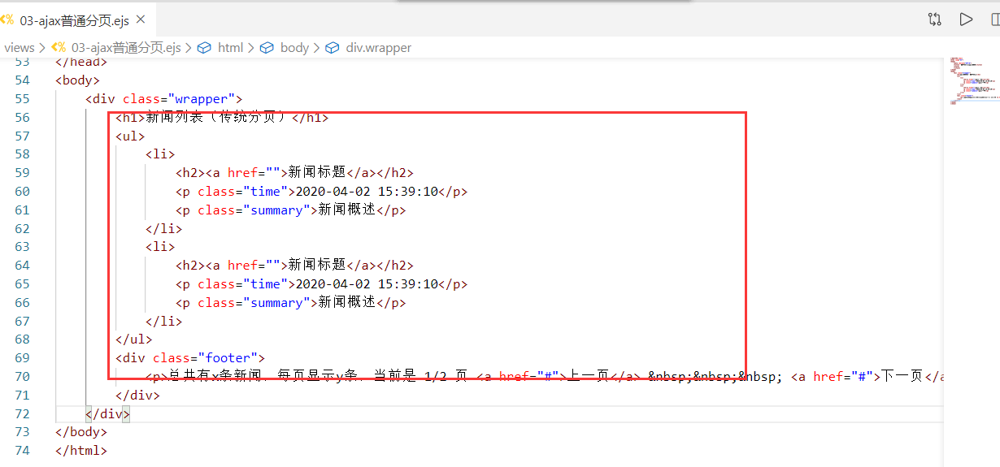 03-ajax普通分页.ejs
views > 03-ajax普通分页.ejs > html > body > div.wrapper
53 </head>
54 <body>
55 <div class="wrapper">
56 <h1>新闻列表（传统分页）</h1>
57 <ul>
58 <li>
59 <h2><a href="">新闻标题</a></h2>
60 <p class="time">2020-04-02 15:39:10</p>
61 <p class="summary">新闻概述</p>
62 </li>
63 <li>
64 <h2><a href="">新闻标题</a></h2>
65 <p class="time">2020-04-02 15:39:10</p>
66 <p class="summary">新闻概述</p>
67 </li>
68 </ul>
69 <div class="footer">
70 <p>总共有x条新闻，每页显示y条，当前是 1/2 页 <a href="#">上一页</a> &nbsp;&nbsp;&nbsp; <a href="#">下一页</a
71 </div>
72 </div>
73 </body>
74 </html>